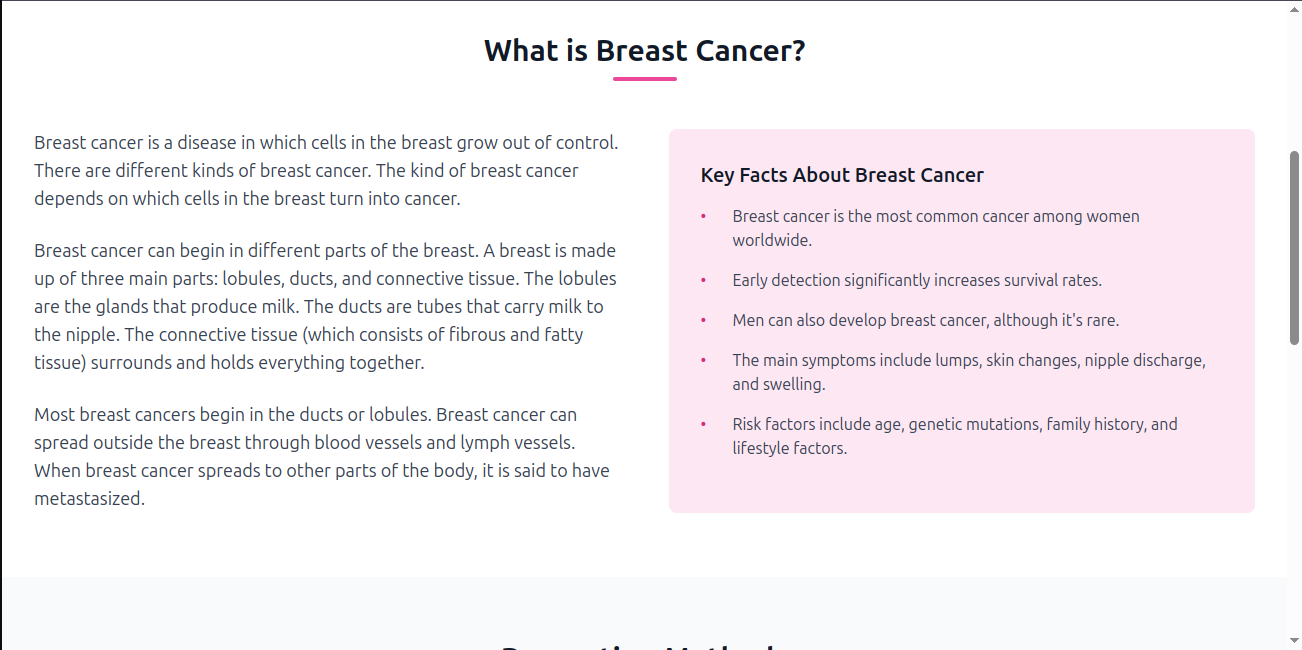 What is Breast Cancer?
Breast cancer is a disease in which cells in the breast grow out of control.
There are different kinds of breast cancer. The kind of breast cancer
depends on which cells in the breast turn into cancer.
Breast cancer can begin in different parts of the breast. A breast is made
up of three main parts: lobules, ducts, and connective tissue. The lobules
are the glands that produce milk. The ducts are tubes that carry milk to
the nipple. The connective tissue (which consists of fibrous and fatty
tissue) surrounds and holds everything together.
Most breast cancers begin in the ducts or lobules. Breast cancer can
spread outside the breast through blood vessels and lymph vessels.
When breast cancer spreads to other parts of the body, it is said to have
metastasized.
Key Facts About Breast Cancer
• Breast cancer is the most common cancer among women
worldwide.
• Early detection significantly increases survival rates.
• Men can also develop breast cancer, although it's rare.
• The main symptoms include lumps, skin changes, nipple discharge,
and swelling.
• Risk factors include age, genetic mutations, family history, and
lifestyle factors.